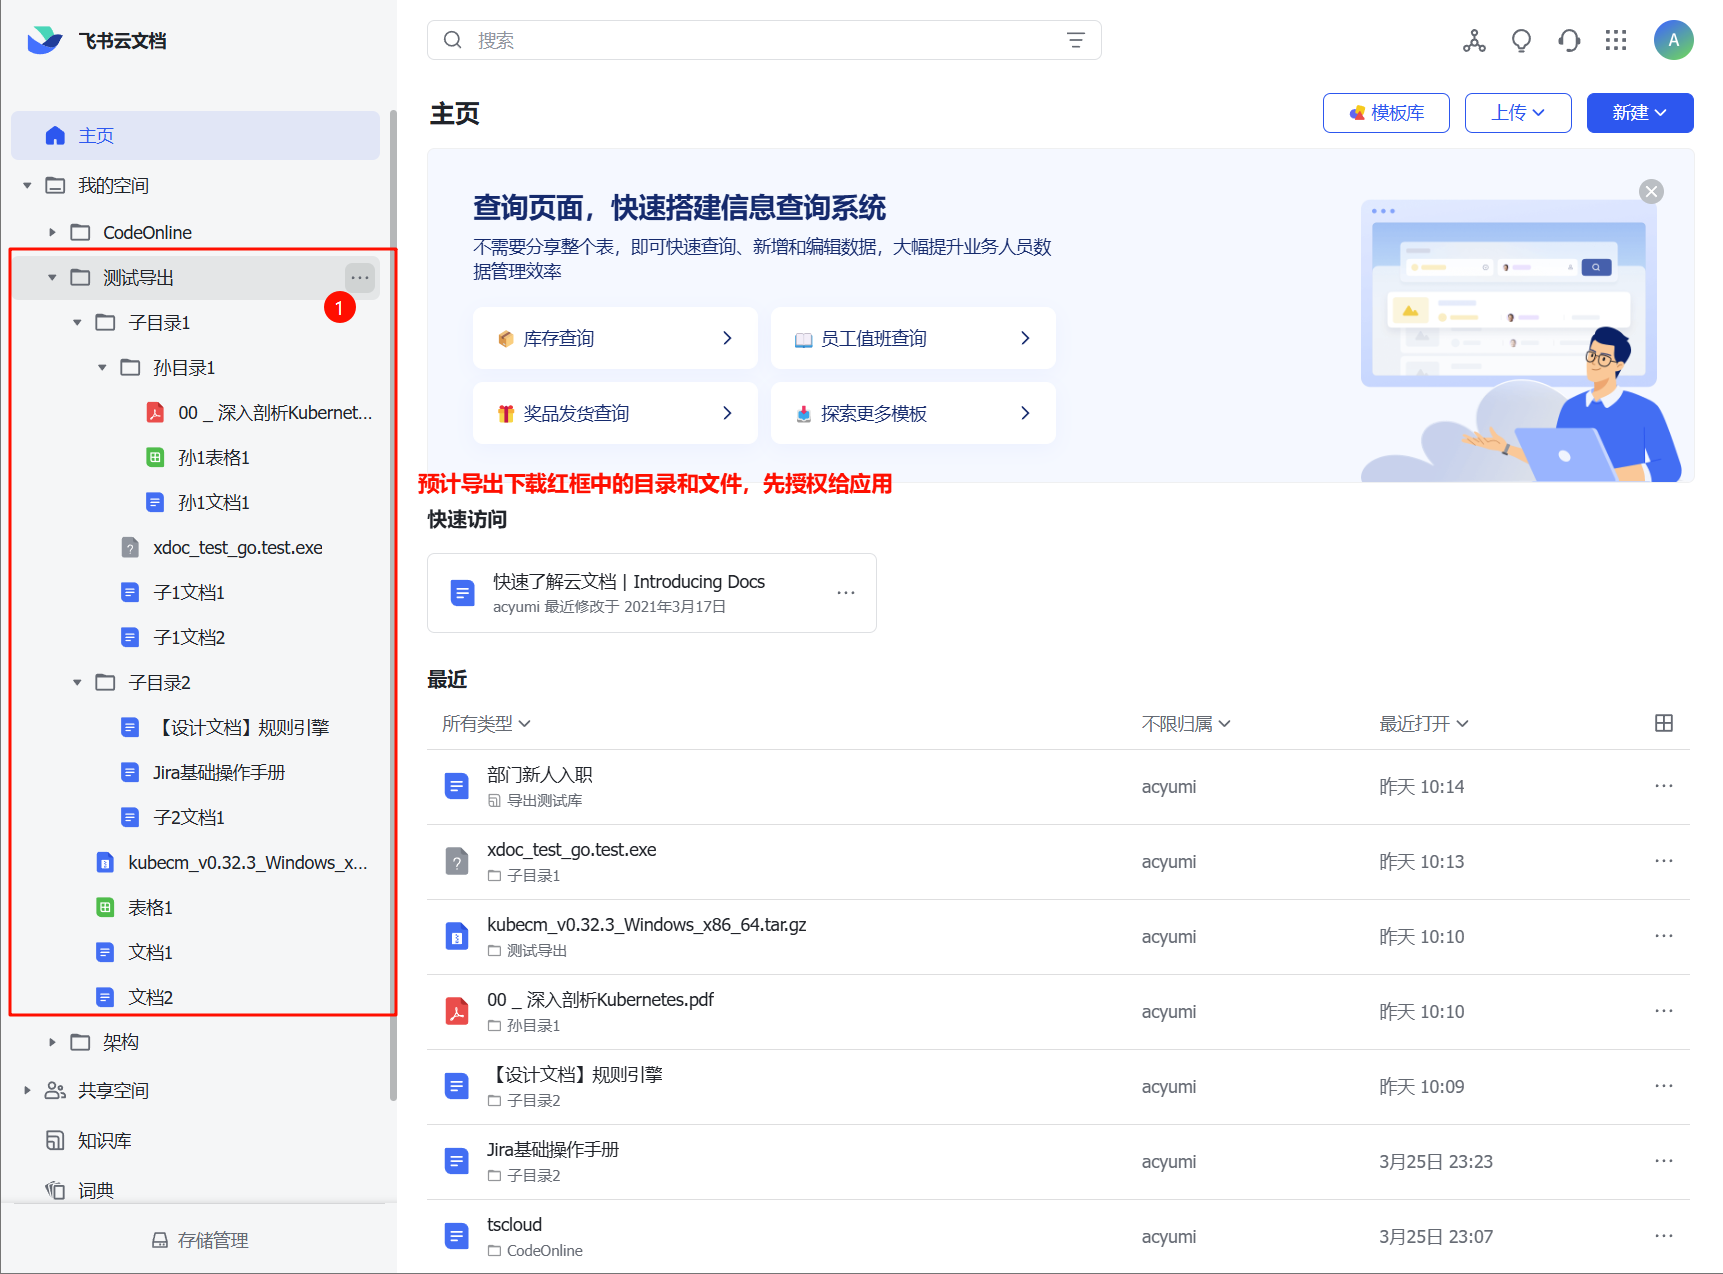 飞书云文档
主页
我的空间
CodeOnline
测试导出
1
子目录1
孙目录1
00 _ 深入剖析Kubernet...
孙1表格1
孙1文档1
xdoc_test_go.test.exe
子1文档1
子1文档2
子目录2
【设计文档】规则引擎
Jira基础操作手册
子2文档1
kubecm_v0.32.3_Windows_x...
表格1
文档1
文档2
架构
共享空间
知识库
词典
存储管理
搜索
A
主页
模板库
上传
新建
查询页面，快速搭建信息查询系统
不需要分享整个表，即可快速查询、新增和编辑数据，大幅提升业务人员数
据管理效率
库存查询
员工值班查询
奖品发货查询
探索更多模板
预计导出下载红框中的目录和文件，先授权给应用
快速访问
快速了解云文档 | Introducing Docs
acyumi 最近修改于 2021年3月17日
最近
所有类型 不限归属 最近打开
部门新人入职
导出测试库
acyumi 昨天 10:14
xdoc_test_go.test.exe
子目录1
acyumi 昨天 10:13
kubecm_v0.32.3_Windows_x86_64.tar.gz
测试导出
acyumi 昨天 10:10
00 _ 深入剖析Kubernetes.pdf
孙目录1
acyumi 昨天 10:10
【设计文档】规则引擎
子目录2
acyumi 昨天 10:09
Jira基础操作手册
子目录2
acyumi 3月25日 23:23
tscloud
CodeOnline
acyumi 3月25日 23:07